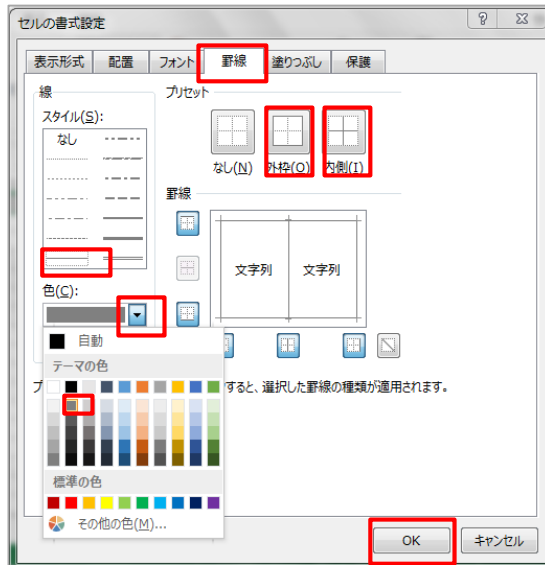 セルの書式設定
表示形式 配置 フォント 罫線 塗りつぶし 保護
線
スタイル(S):
なし
プリセット
なし(N) 外枠(O) 内側(I)
罫線
文字列 文字列
色(C):
自動
テーマの色
プ
すると、選択した罫線の種類が適用されます。
標準の色
その他の色(M)...
OK キャンセル